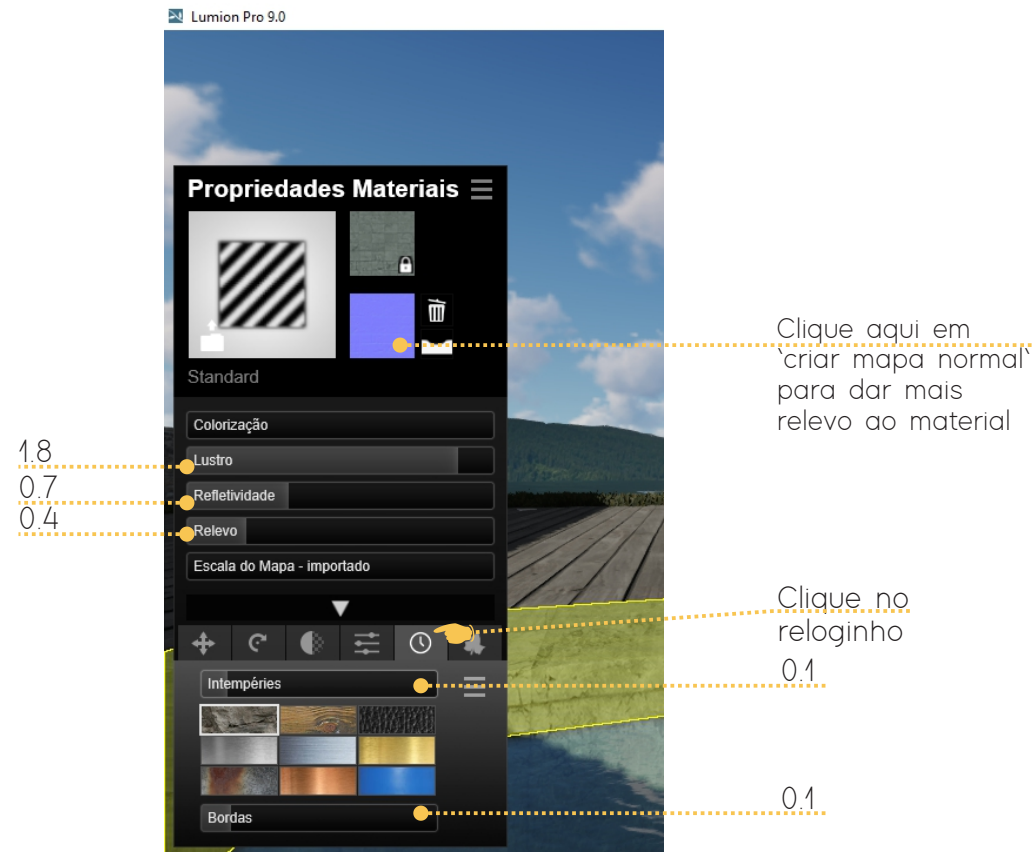 Lumion Pro 9.0
Propriedades Materiais
Standard
Clique aqui em
`criar mapa normal`
para dar mais
relevo ao material
Colorização
1.8
Lustro
0.7
Refletividade
0.4
Relevo
Escala do Mapa - importado
Clique no
reloginho
0.1
Intempéries
0.1
Bordas